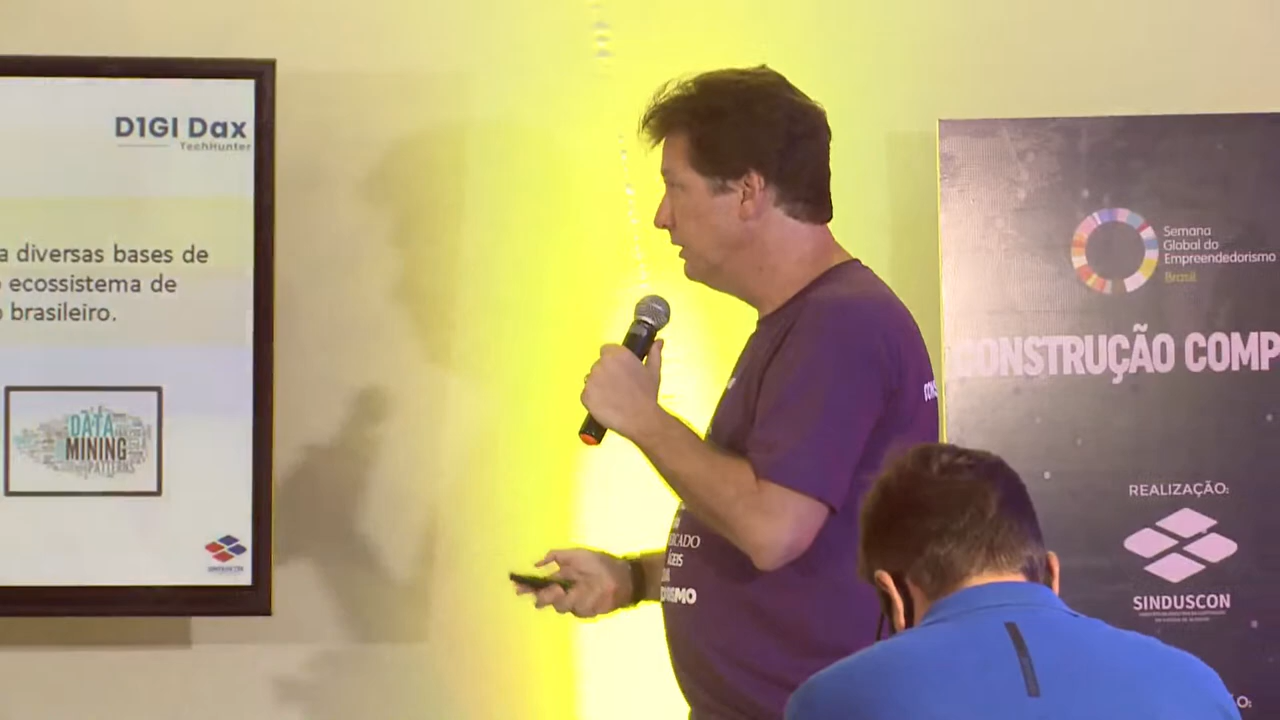 D1GI Dax
TechHunter
a diversas bases de
o ecossistema de
o brasileiro.
DATA
MINING
PATTERNS
Semana
Global do
Empreendedorismo
Brasil
CONSTRUÇÃO COMP
REALIZAÇÃO:
SINDUSCON